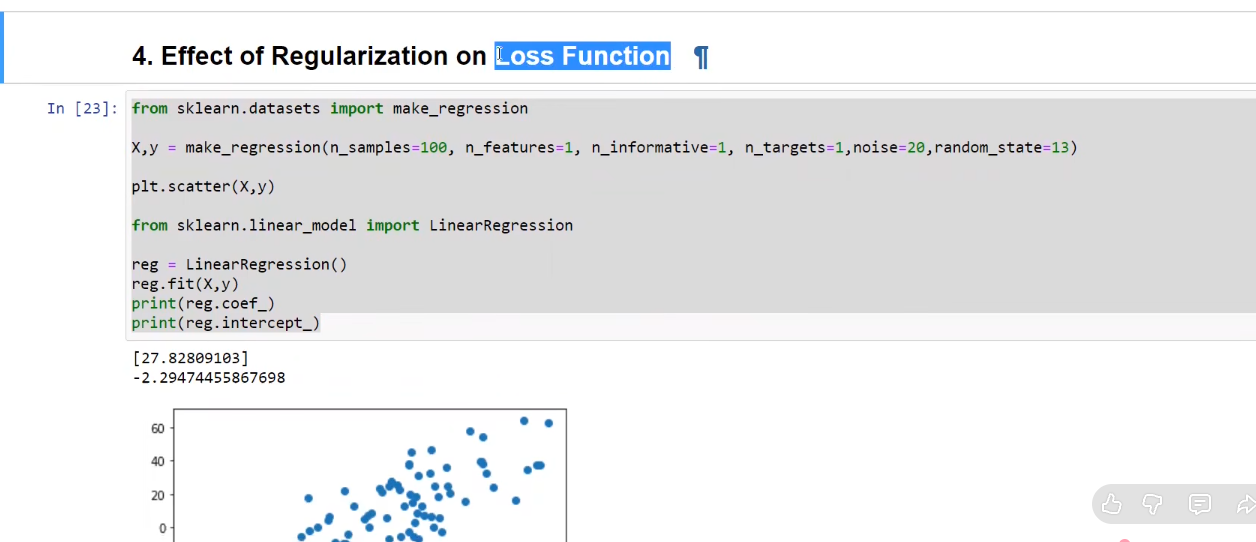 4. Effect of Regularization on Loss Function ¶
In [23]:
from sklearn.datasets import make_regression
X,y = make_regression(n_samples=100, n_features=1, n_informative=1, n_targets=1,noise=20,random_state=13)
plt.scatter(X,y)
from sklearn.linear_model import LinearRegression
reg = LinearRegression()
reg.fit(X,y)
print(reg.coef_)
print(reg.intercept_)
[27.82809103]
-2.29474455867698
60
40
20
0